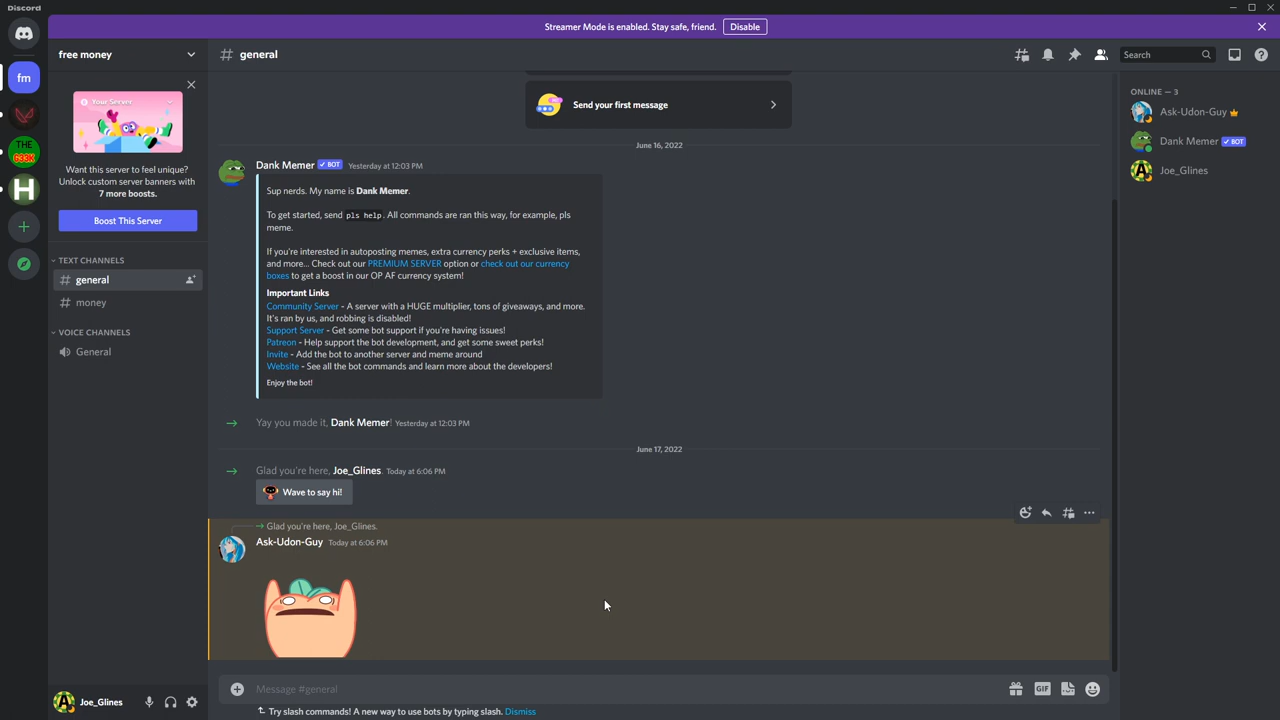 Discord
Streamer Mode is enabled. Stay safe, friend. Disable
free money
# general
Search
fm
THE
G33K
H
Your Server
Want this server to feel unique?
Unlock custom server banners with
7 more boosts.
Boost This Server
TEXT CHANNELS
# general
# money
VOICE CHANNELS
General
Joe_Glines
Send your first message
June 16, 2022
Dank Memer ✓ BOT Yesterday at 12:03 PM
Sup nerds. My name is Dank Memer.
To get started, send pls help. All commands are ran this way, for example, pls
meme.
If you're interested in autoposting memes, extra currency perks + exclusive items,
and more... Check out our PREMIUM SERVER option or check out our currency
boxes to get a boost in our OP AF currency system!
Important Links
Community Server - A server with a HUGE multiplier, tons of giveaways, and more.
It's ran by us, and robbing is disabled!
Support Server - Get some bot support if you're having issues!
Patreon - Help support the bot development, and get some sweet perks!
Invite - Add the bot to another server and meme around
Website - See all the bot commands and learn more about the developers!
Enjoy the bot!
Yay you made it, Dank Memer! Yesterday at 12:03 PM
June 17, 2022
Glad you're here, Joe_Glines. Today at 6:06 PM
Wave to say hi!
Glad you're here, Joe_Glines.
Ask-Udon-Guy Today at 6:06 PM
Message #general
GIF
Try slash commands! A new way to use bots by typing slash. Dismiss
ONLINE — 3
Ask-Udon-Guy
Dank Memer ✓ BOT
Joe_Glines